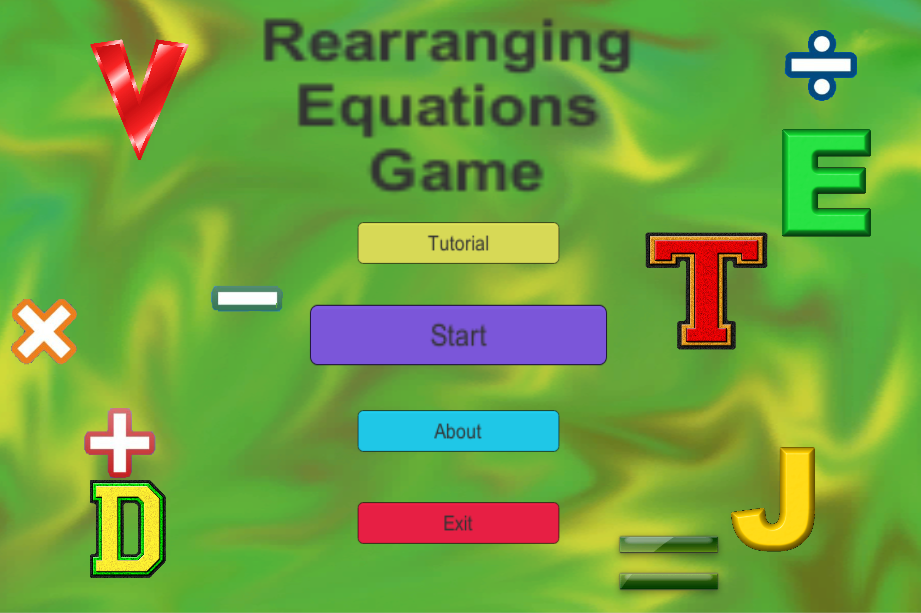 Rearranging
Equations
Game
V
÷
E
Tutorial
T
−
×
Start
+
About
D
J
Exit
=